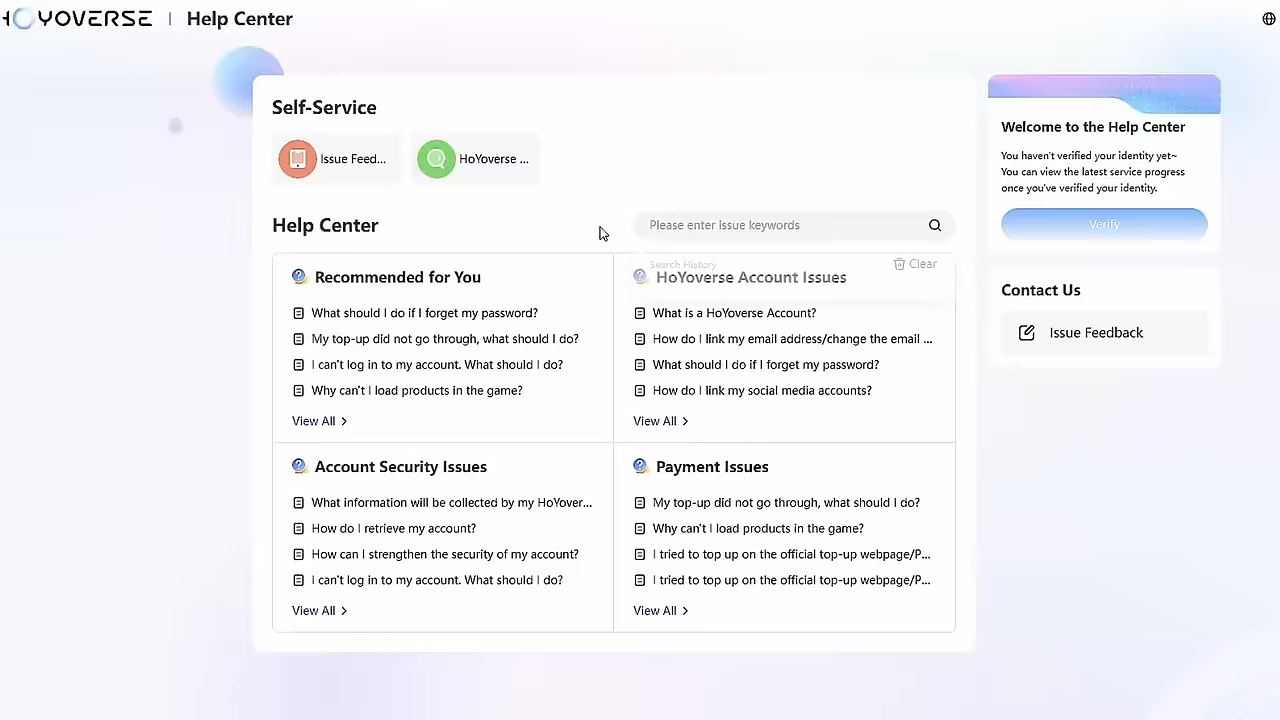 HOYOVERSE | Help Center
Self-Service
Issue Feed...
HoYoverse ...
Help Center
Please enter issue keywords
Search History
Clear
Recommended for You
What should I do if I forget my password?
My top-up did not go through, what should I do?
I can't log in to my account. What should I do?
Why can't I load products in the game?
View All
HoYoverse Account Issues
What is a HoYoverse Account?
How do I link my email address/change the email ...
What should I do if I forget my password?
How do I link my social media accounts?
View All
Account Security Issues
What information will be collected by my HoYover...
How do I retrieve my account?
How can I strengthen the security of my account?
I can't log in to my account. What should I do?
View All
Payment Issues
My top-up did not go through, what should I do?
Why can't I load products in the game?
I tried to top up on the official top-up webpage/P...
I tried to top up on the official top-up webpage/P...
View All
Welcome to the Help Center
You haven't verified your identity yet~
You can view the latest service progress
once you've verified your identity.
Verify
Contact Us
Issue Feedback